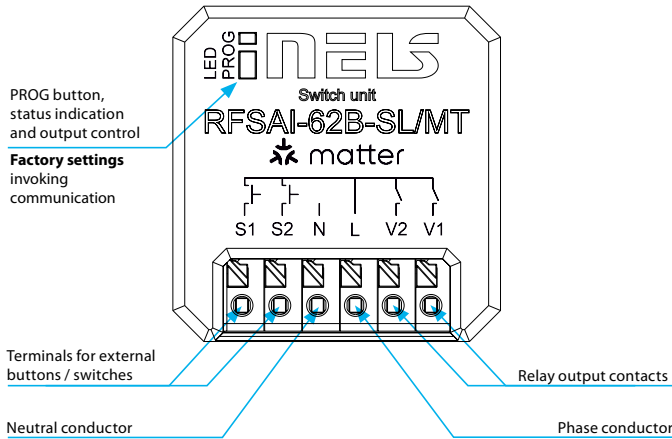 LED
PROG
NELS
Switch unit
RFSAI-62B-SL/MT
matter
S1 S2 N L V2 V1
PROG button,
status indication
and output control
Factory settings
invoking
communication
Terminals for external
buttons / switches
Neutral conductor
Relay output contacts
Phase conductor